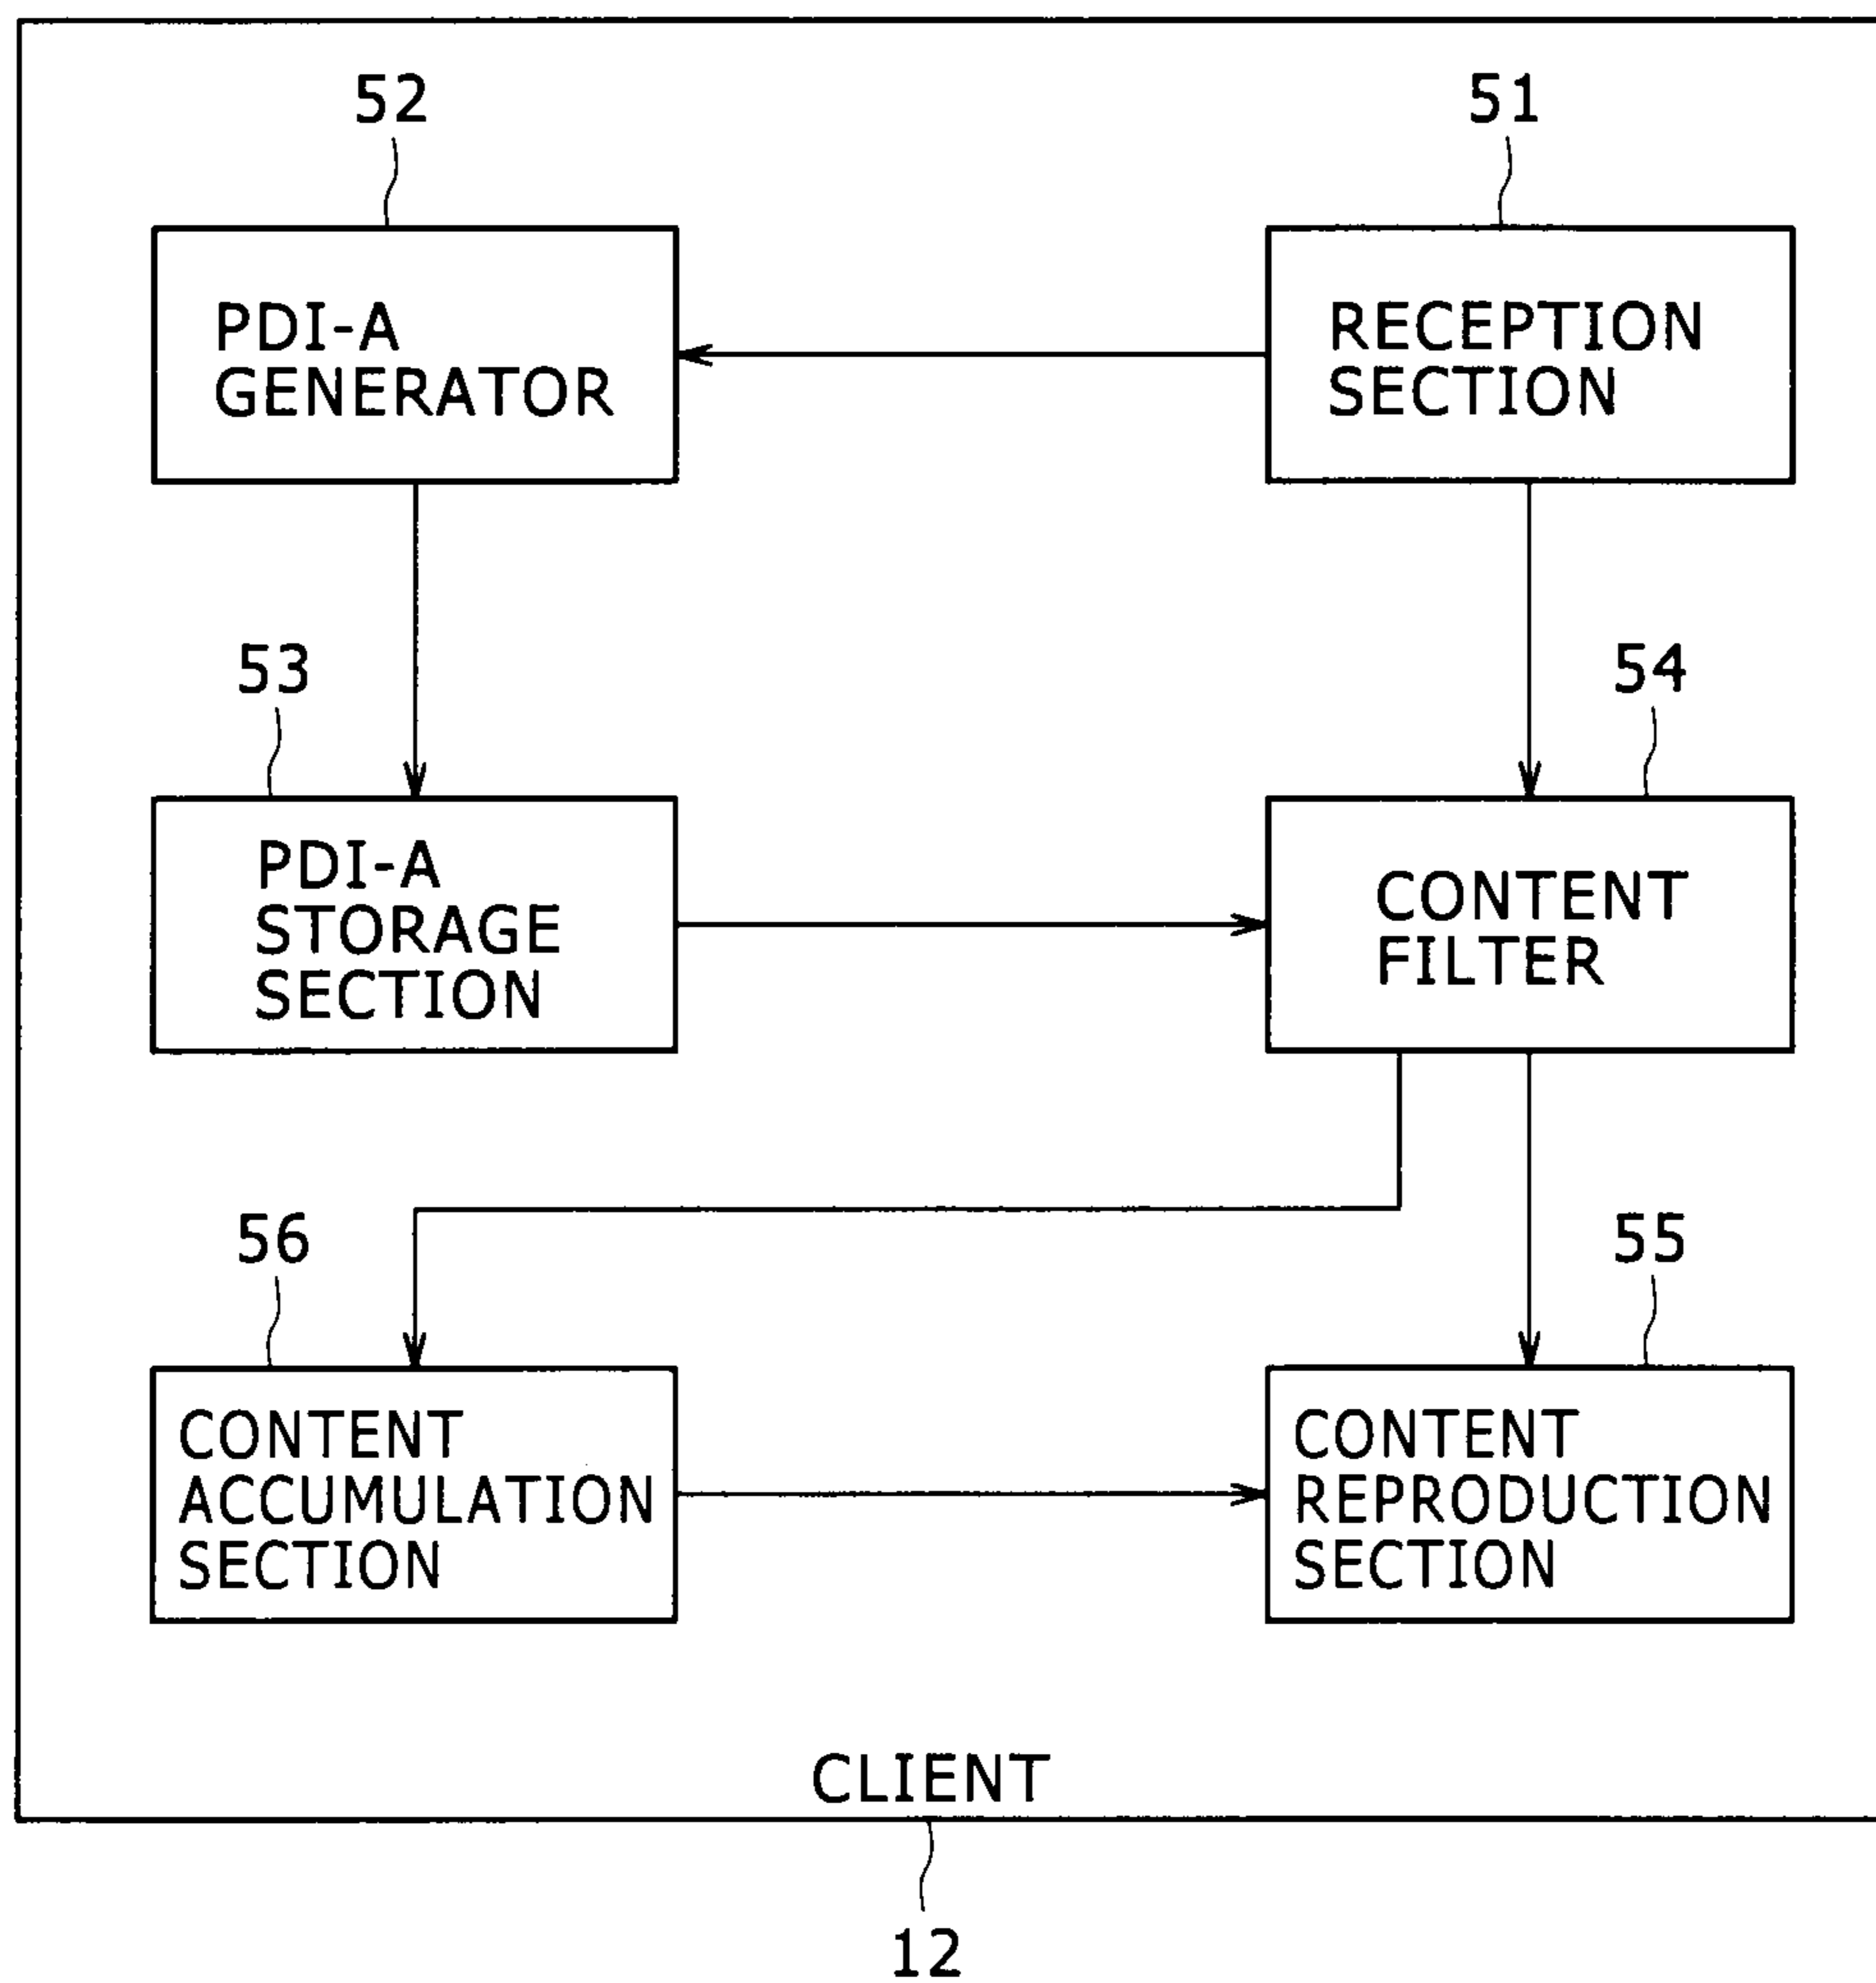 52
51
PDI-A
GENERATOR
RECEPTION
SECTION
53
54
PDI-A
STORAGE
SECTION
CONTENT
FILTER
56
55
CONTENT
ACCUMULATION
SECTION
CONTENT
REPRODUCTION
SECTION
CLIENT
12